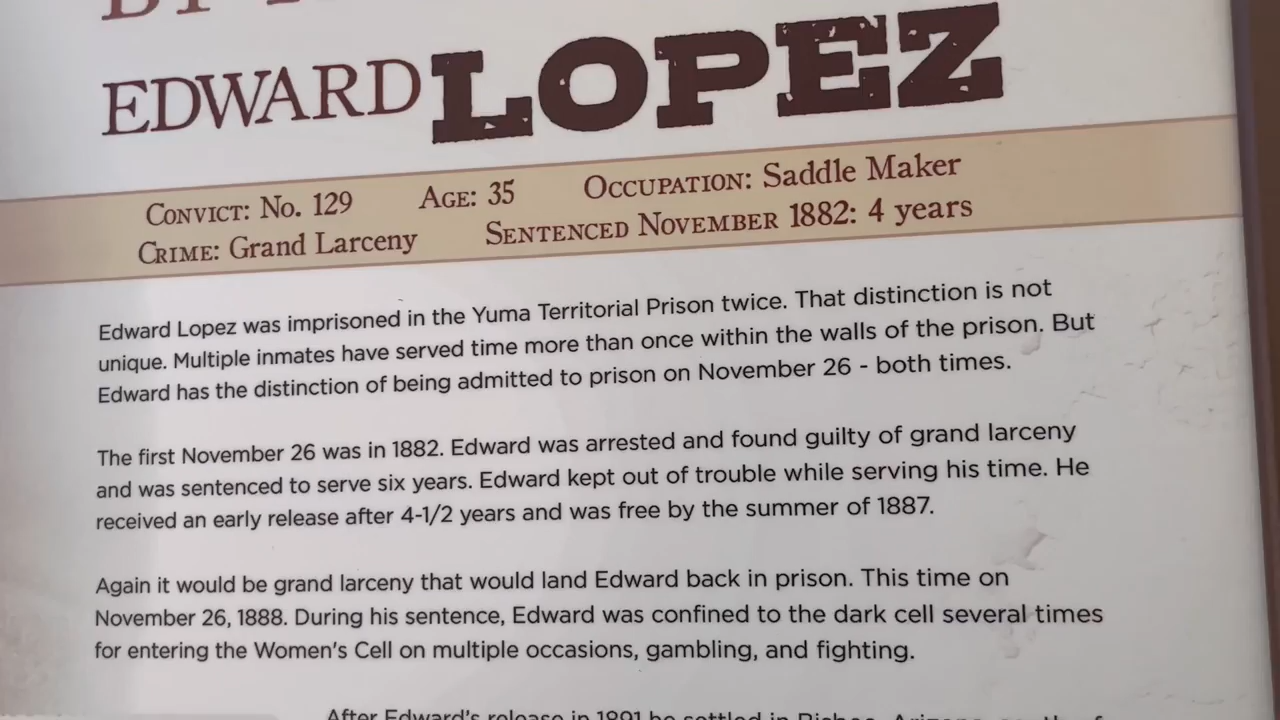 EDWARD LOPEZ
CONVICT: No. 129 AGE: 35 OCCUPATION: Saddle Maker
CRIME: Grand Larceny SENTENCED NOVEMBER 1882: 4 years
Edward Lopez was imprisoned in the Yuma Territorial Prison twice. That distinction is not
unique. Multiple inmates have served time more than once within the walls of the prison. But
Edward has the distinction of being admitted to prison on November 26 - both times.
The first November 26 was in 1882. Edward was arrested and found guilty of grand larceny
and was sentenced to serve six years. Edward kept out of trouble while serving his time. He
received an early release after 4-1/2 years and was free by the summer of 1887.
Again it would be grand larceny that would land Edward back in prison. This time on
November 26, 1888. During his sentence, Edward was confined to the dark cell several times
for entering the Women's Cell on multiple occasions, gambling, and fighting.
After Edward's release in 1891 he settled in Bisbee, Arizona,